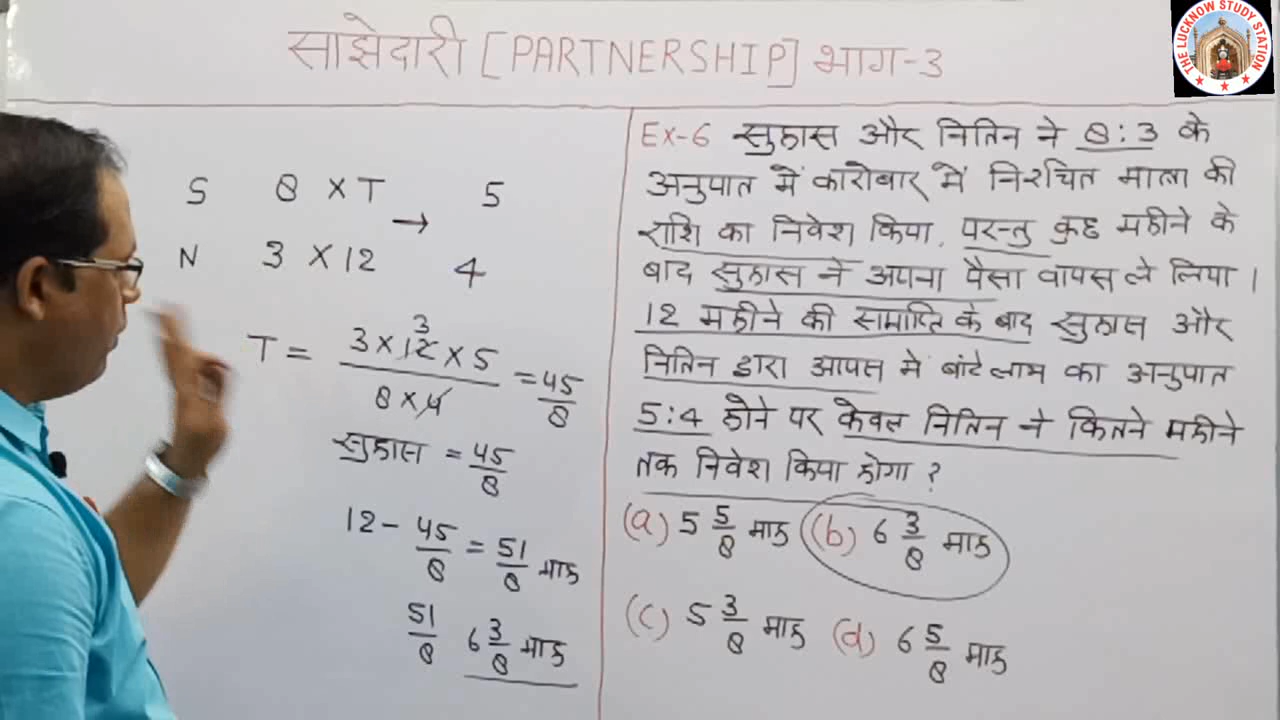 साझेदारी [PARTNERSHIP] भाग-3
THE LUCKNOW STUDY STATION
S 8 × T → 5
N 3 × 12 4
T = 3 × 12 3 × 5 / 8 × 4 = 45/8
सुहास = 45/8
12 - 45/8 = 51/8 माह
51/8 6 3/8 माह
Ex-6 सुहास और नितिन ने 8:3 के
अनुपात में कारोबार में निश्चित मात्रा की
राशि का निवेश किया, परन्तु कुछ महीने के
बाद सुहास ने अपना पैसा वापस ले लिया।
12 महीने की समाप्ति के बाद सुहास और
नितिन द्वारा आपस में बांटे लाभ का अनुपात
5:4 होने पर केवल नितिन ने कितने महीने
तक निवेश किया होगा ?
(a) 5 5/8 माह (b) 6 3/8 माह
(c) 5 3/8 माह (d) 6 5/8 माह